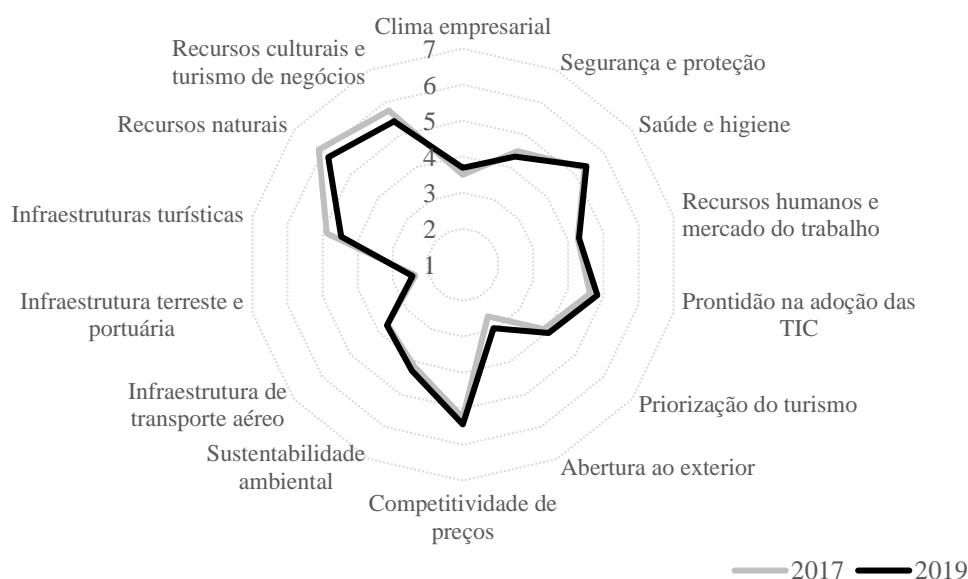 Clima empresarial
Recursos culturais e
turismo de negócios
Segurança e proteção
Recursos naturais
Saúde e higiene
Infraestruturas turísticas
Recursos humanos e
mercado do trabalho
Infraestrutura terreste e
portuária
Prontidão na adoção das
TIC
Infraestrutura de
transporte aéreo
Priorização do turismo
Sustentabilidade
ambiental
Abertura ao exterior
Competitividade de
preços
7
6
5
4
3
2
1
2017 2019